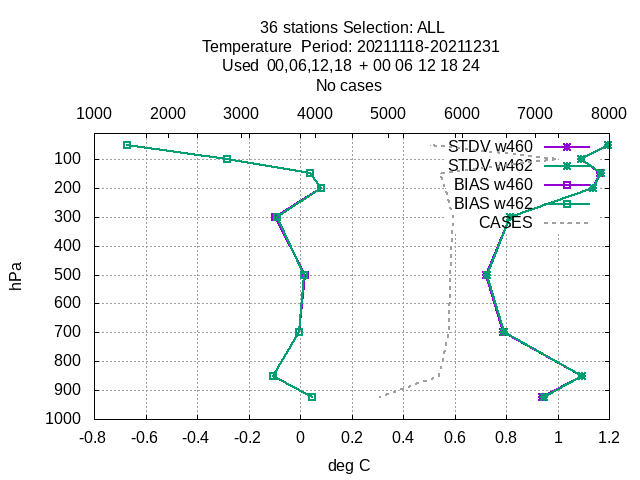 36 stations Selection: ALL
Temperature  Period: 20211118-20211231
Used  00,06,12,18  + 00 06 12 18 24
No cases
1000 2000 3000 4000 5000 6000 7000 8000
STDV w460
STDV w462
BIAS w460
BIAS w462
CASES
hPa
100
200
300
400
500
600
700
800
900
1000
-0.8 -0.6 -0.4 -0.2 0 0.2 0.4 0.6 0.8 1 1.2
deg C